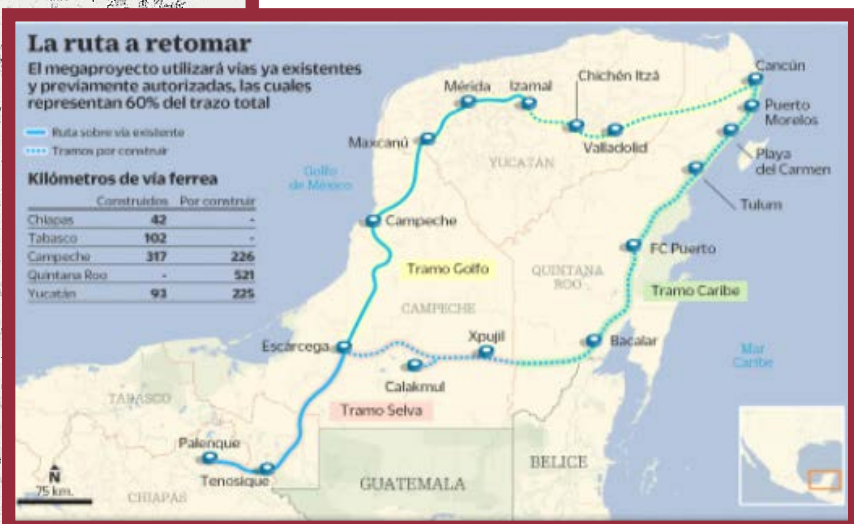 La ruta a retomar
El megaproyecto utilizará vías ya existentes
y previamente autorizadas, las cuales
representan 60% del trazo total
Ruta sobre vía existente
Tramos por construir
Kilómetros de vía ferrea
Construidos Por construir
Chiapas 42 -
Tabasco 102 -
Campeche 317 226
Quintana Roo - 521
Yucatán 93 225
Golfo
de México
Mérida
Izamal
Chichén Itzá
Cancún
Puerto
Morelos
Maxcanú
Valladolid
YUCATÁN
Playa
del Carmen
Tulum
Campeche
FC Puerto
Tramo Golfo
QUINTANA
ROO
Tramo Caribe
CAMPECHE
Escárcega
Xpujil
Bacalar
Mar
Caribe
Calakmul
TABASCO
Tramo Selva
Palenque
Tenosique
BELICE
GUATEMALA
CHIAPAS
N
75 km.